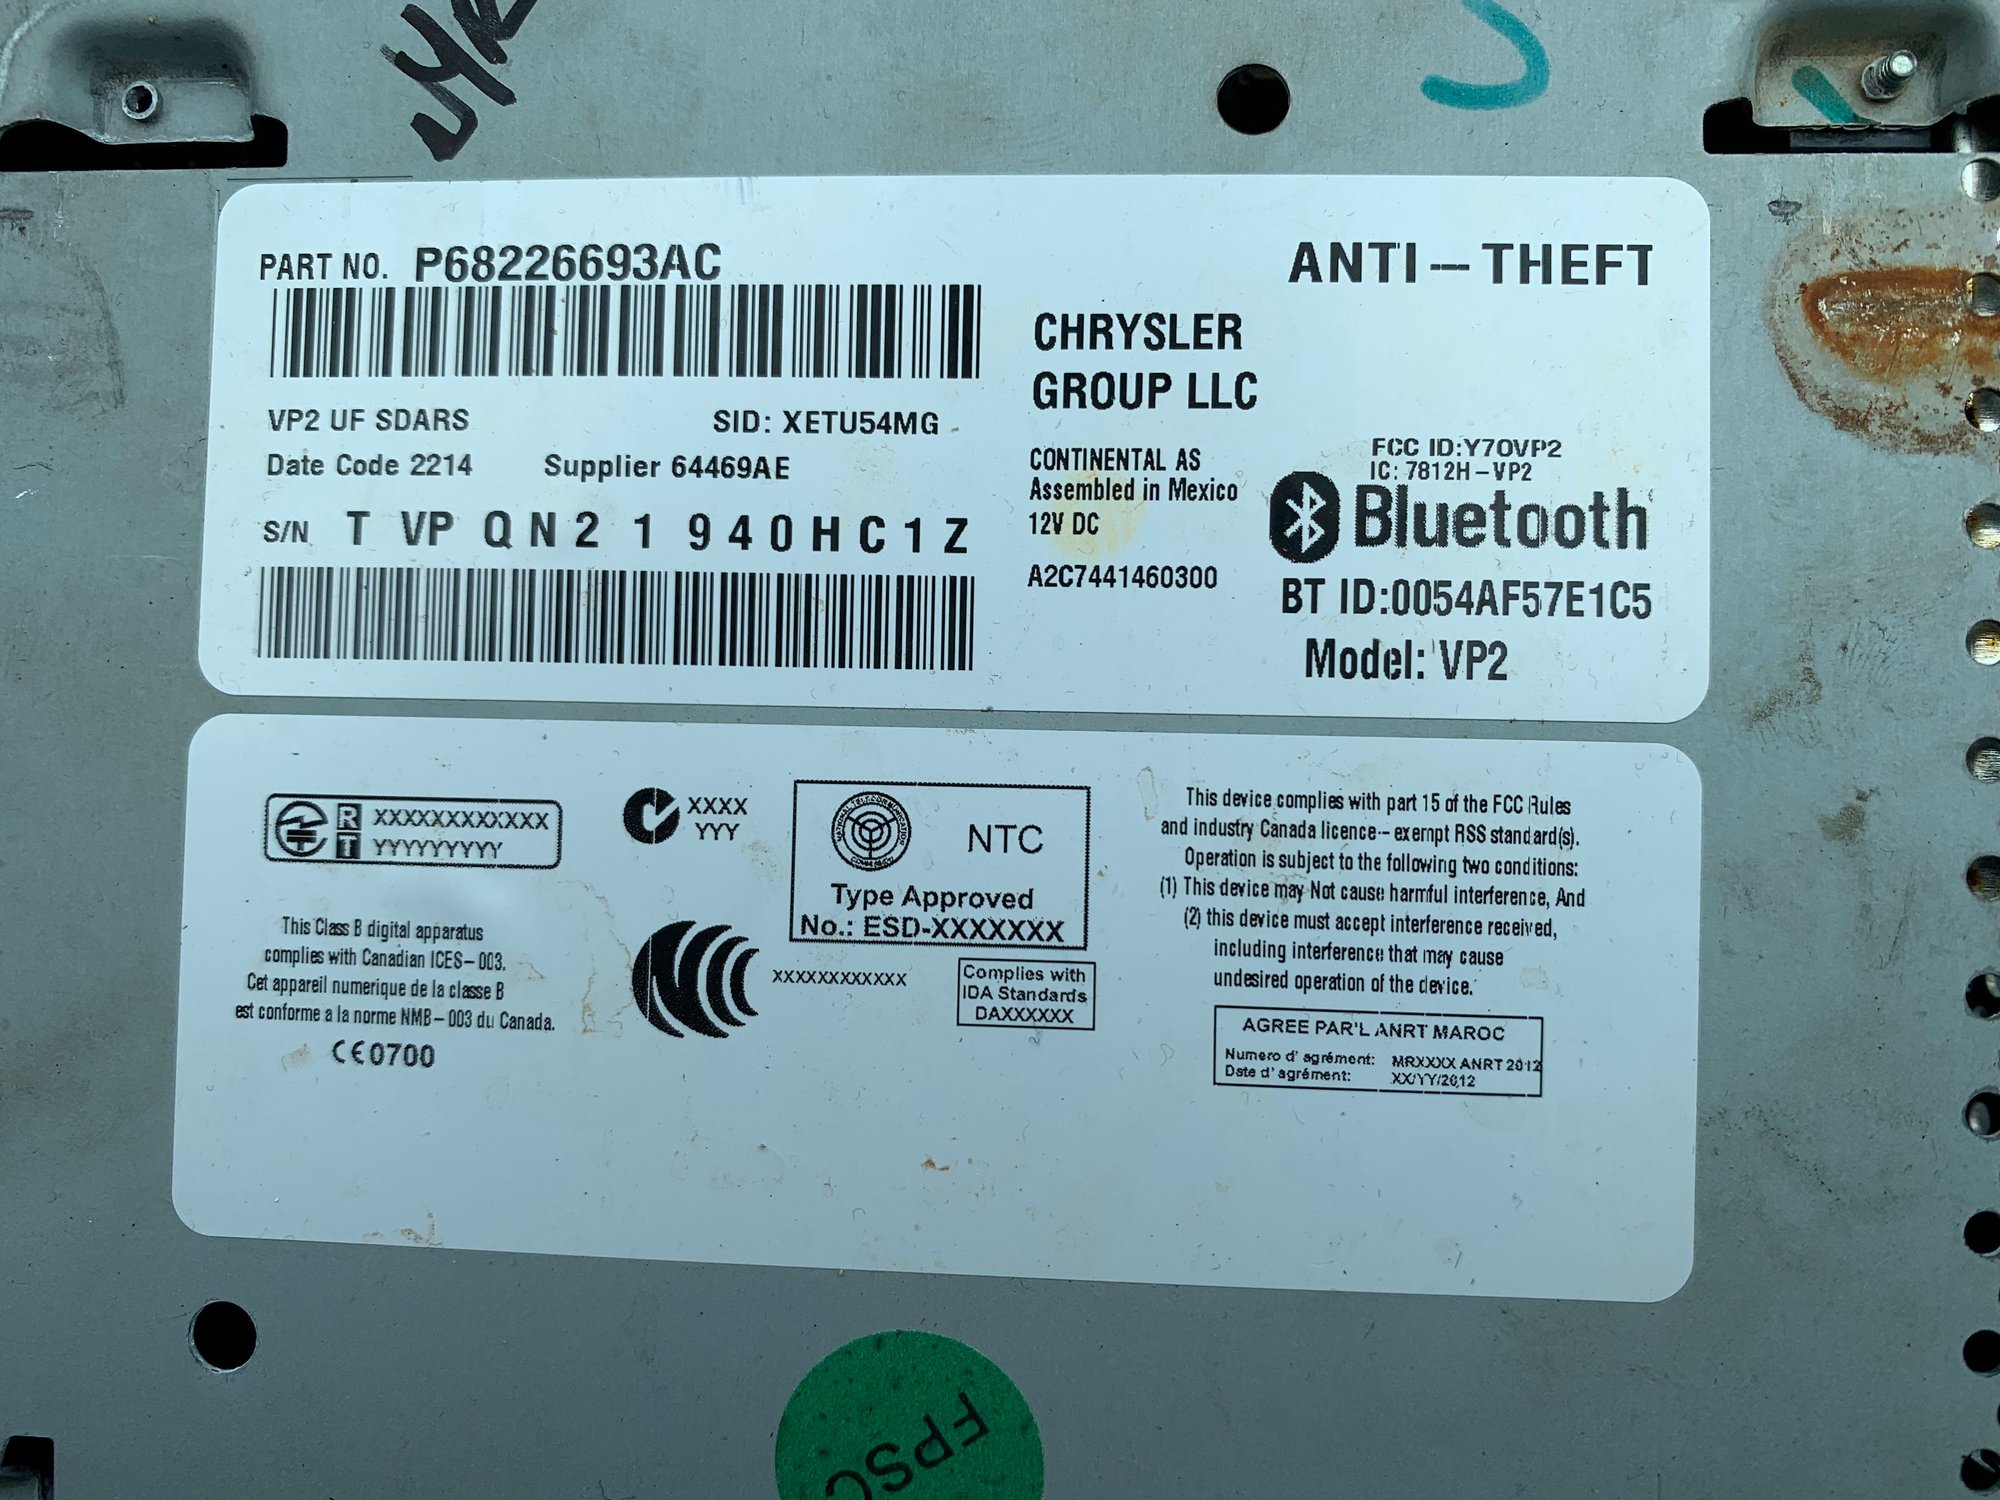 PART NO. P68226693AC
ANTI-- THEFT
CHRYSLER
GROUP LLC
VP2 UF SDARS SID: XETU54MG
Date Code 2214 Supplier 64469AE
S/N T VP QN2 1 940HC1Z
CONTINENTAL AS
Assembled in Mexico
12V DC
A2C7441460300
FCC ID:Y7OVP2
IC: 7812H-VP2
Bluetooth
BT ID:0054AF57E1C5
Model: VP2
R XXXXXXXXXXXX
T YYYYYYYYY
This Class B digital apparatus
complies with Canadian ICES-003.
Cet appareil numerique de la classe B
est conforme a la norme NMB-003 du Canada.
CE0700
XXXX
YYY
XXXXXXXXXXXX
NTC
Type Approved
No.: ESD-XXXXXXX
Complies with
IDA Standards
DAXXXXXX
This device complies with part 15 of the FCC Rules
and industry Canada licence-- exernpt RSS standard(s).
Operation is subject to the following two conditions:
(1) This device may Not cause harmful interference, And
(2) this device must accept interference received,
including interference that may cause
undesired operation of the device.
AGREE PAR'L ANRT MAROC
Numero d' agrément: MRXXXX ANRT 2012
Date d'agrément: XX/YY/2012
FPSC